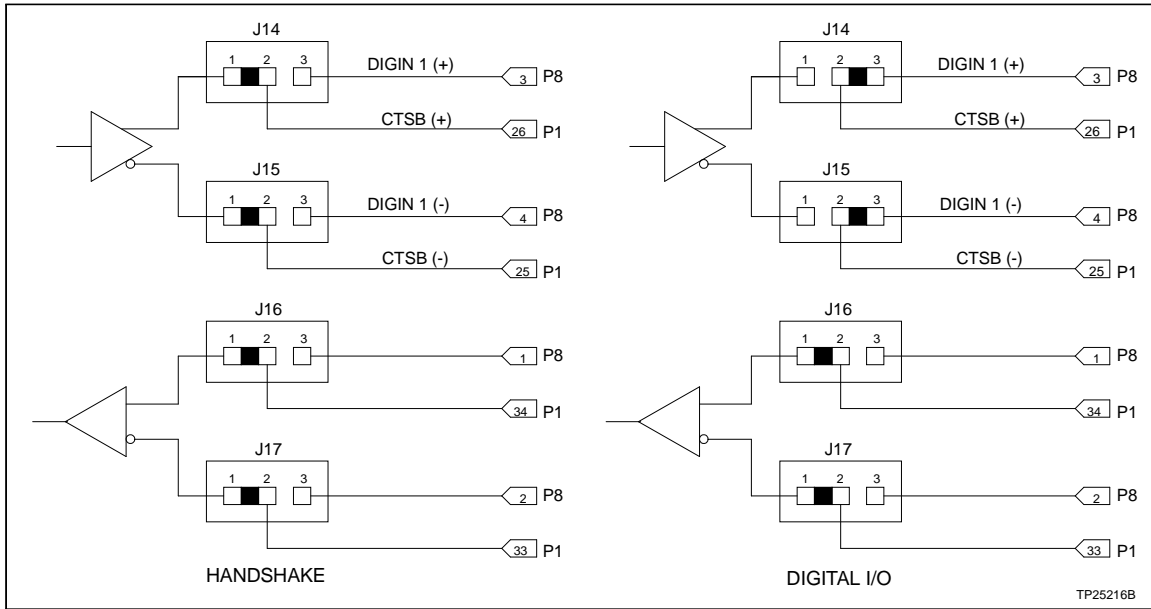 J14
1 2 3
DIGIN 1 (+)
3 P8
CTSB (+)
26 P1
J15
1 2 3
DIGIN 1 (-)
4 P8
CTSB (-)
25 P1
J16
1 2 3
1 P8
34 P1
J17
1 2 3
2 P8
33 P1
HANDSHAKE
J14
1 2 3
DIGIN 1 (+)
3 P8
CTSB (+)
26 P1
J15
1 2 3
DIGIN 1 (-)
4 P8
CTSB (-)
25 P1
J16
1 2 3
1 P8
34 P1
J17
1 2 3
2 P8
33 P1
DIGITAL I/O
TP25216B